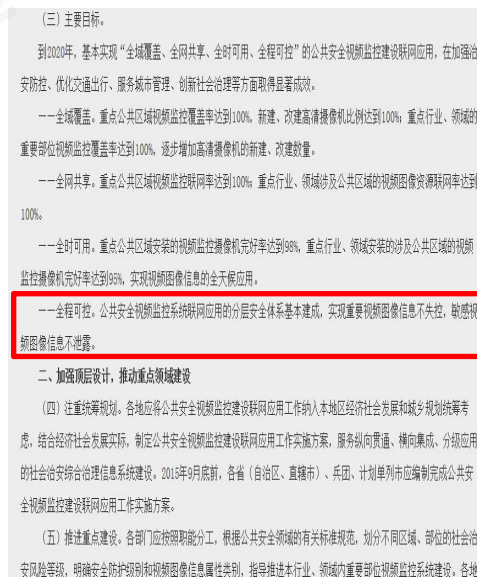 （三）主要目标。
到2020年，基本实现“全域覆盖、全网共享、全时可用、全程可控”的公共安全视频监控建设联网应用，在加强治
安防控、优化交通出行、服务城市管理、创新社会治理等方面取得显著成效。
——全域覆盖。重点公共区域视频监控覆盖率达到100%，新建、改建高清摄像机比例达到100%；重点行业、领域的
重要部位视频监控覆盖率达到100%，逐步增加高清摄像机的新建、改建数量。
——全网共享。重点公共区域视频监控联网率达到100%；重点行业、领域涉及公共区域的视频图像资源联网率达到
100%。
——全时可用。重点公共区域安装的视频监控摄像机完好率达到98%，重点行业、领域安装的涉及公共区域的视频
监控摄像机完好率达到95%，实现视频图像信息的全天候应用。
——全程可控。公共安全视频监控系统联网应用的分层安全体系基本建成，实现重要视频图像信息不失控，敏感视
频图像信息不泄露。
二、加强顶层设计，推动重点领域建设
（四）注重统筹规划。各地应将公共安全视频监控建设联网应用工作纳入本地区经济社会发展和城乡规划统筹考
虑，结合经济社会发展实际，制定公共安全视频监控建设联网应用工作实施方案，服务纵向贯通、横向集成、分级应用
的社会治安综合治理信息系统建设。2015年9月底前，各省（自治区、直辖市）、兵团、计划单列市应编制完成公共安
全视频监控建设联网应用工作实施方案。
（五）推进重点建设。各部门应按照职能分工，根据公共安全领域的有关标准规范，划分不同区域、部位的社会治
安风险等级，明确安全防护级别和视频图像信息属性类别，指导推进本行业、领域内重要部位视频监控系统建设。各地